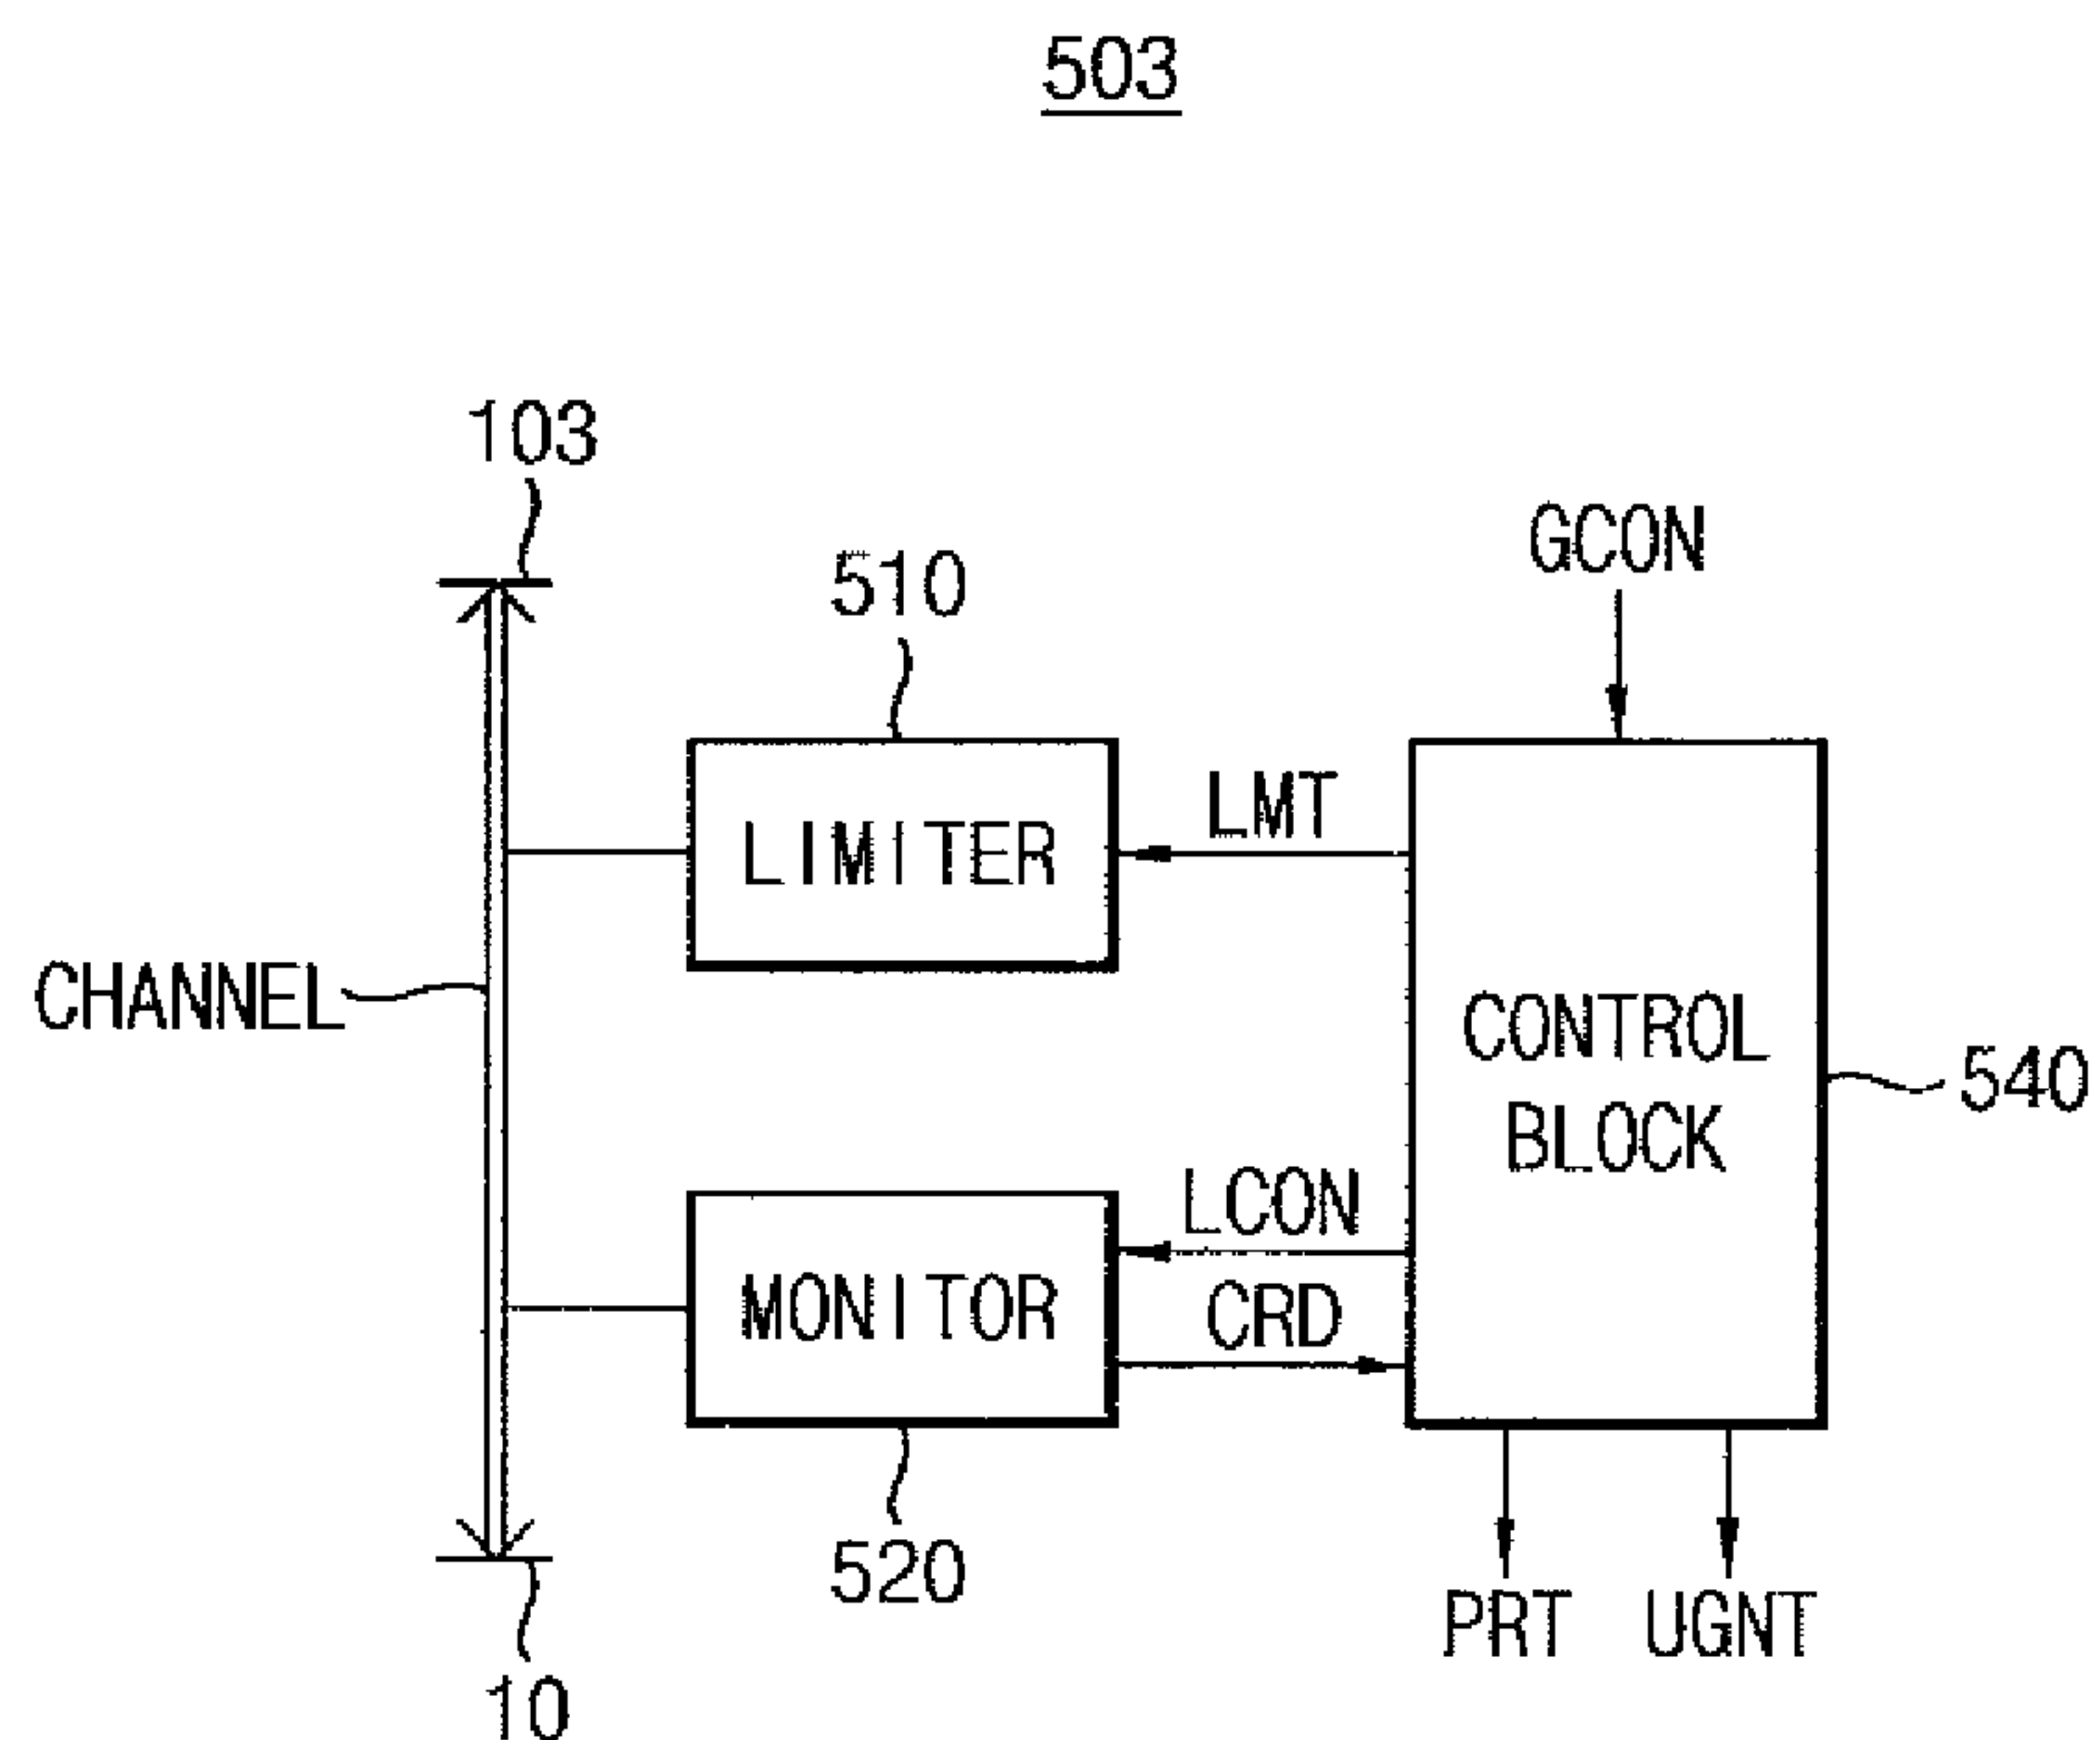 503
103
510
GCON
LIMITER
LMT
CHANNEL
CONTROL
BLOCK
540
MONITOR
LCON
CRD
520
PRT
UGNT
10